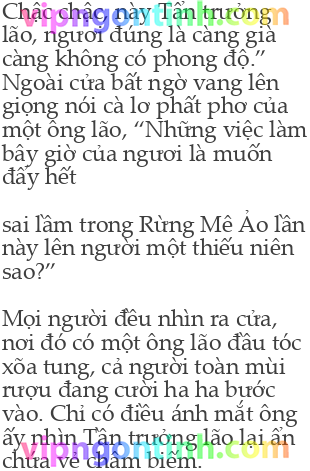 vipngontinh.com
Chậc chậc, này Tần trưởng
lão, ngươi đúng là càng già
càng không có phong độ.”
Ngoài cửa bất ngờ vang lên
giọng nói cà lơ phất phơ của
một ông lão, “Những việc làm
bây giờ của ngươi là muốn
đẩy hết
sai lầm trong Rừng Mê Ảo lần
này lên người một thiếu niên
sao?”
Mọi người đều nhìn ra cửa,
nơi đó có một ông lão đầu tóc
xõa tung, cả người toàn mùi
rượu đang cười ha ha bước
vào. Chỉ có điều ánh mắt ông
ấy nhìn Tần trưởng lão lại ẩn
chứa vẻ châm biếm.
vipngontinh.com